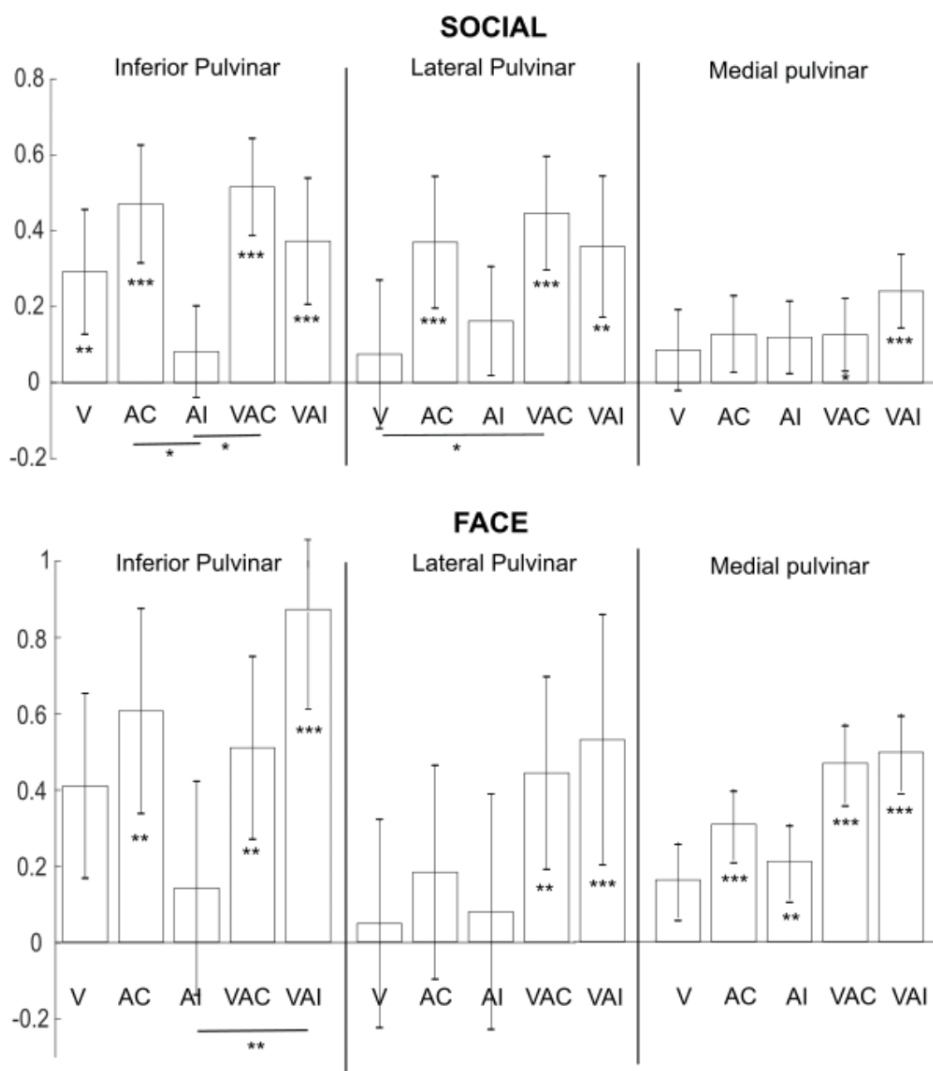 SOCIAL
Inferior Pulvinar Lateral Pulvinar Medial pulvinar
0.8
0.6
0.4
0.2
0
-0.2
** *** *** ***
*** *** **
* ***
V AC AI VAC VAI V AC AI VAC VAI V AC AI VAC VAI
* * *
FACE
Inferior Pulvinar Lateral Pulvinar Medial pulvinar
1
0.8
0.6
0.4
0.2
0
-0.2
** ** ***
** ***
*** ** *** ***
V AC AI VAC VAI V AC AI VAC VAI V AC AI VAC VAI
**